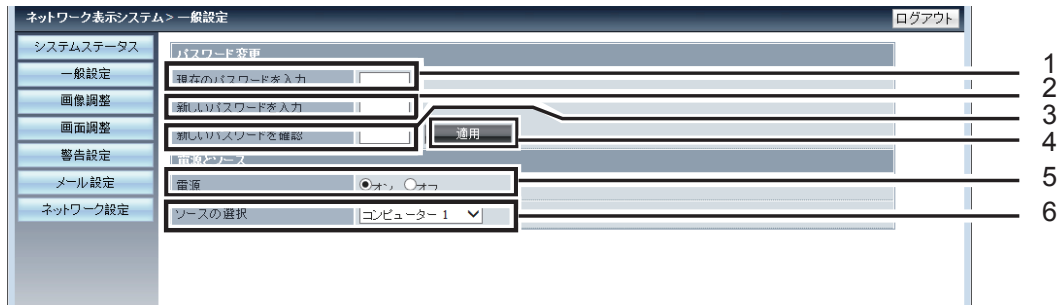 ネットワーク表示システム> 一般設定
ログアウト
システムステータス
一般設定
画像調整
画面調整
警告設定
メール設定
ネットワーク設定
パスワード変更
現在のパスワードを入力
新しいパスワードを入力
新しいパスワードを確認
適用
電源とソース
電源
オン オフ
ソースの選択
コンピューター 1
1
2
3
4
5
6